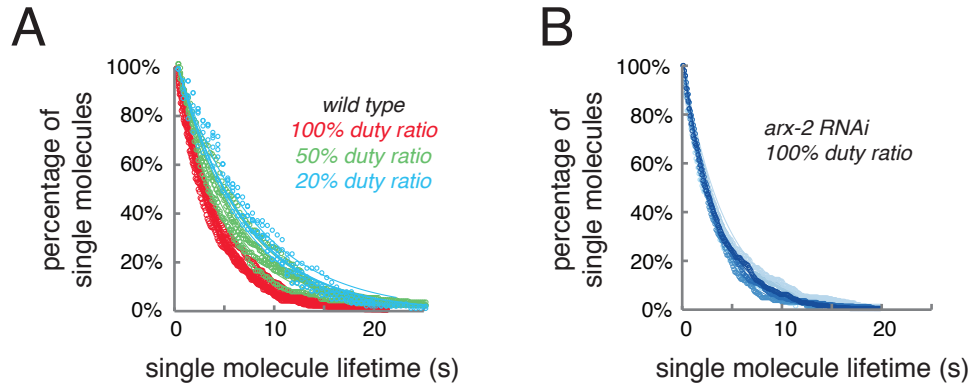 A
percentage of
single molecules
100%
80%
60%
40%
20%
0%
0
10
20
single molecule lifetime (s)
wild type
100% duty ratio
50% duty ratio
20% duty ratio
B
percentage of
single molecules
100%
80%
60%
40%
20%
0%
0
10
20
single molecule lifetime (s)
arx-2 RNAi
100% duty ratio